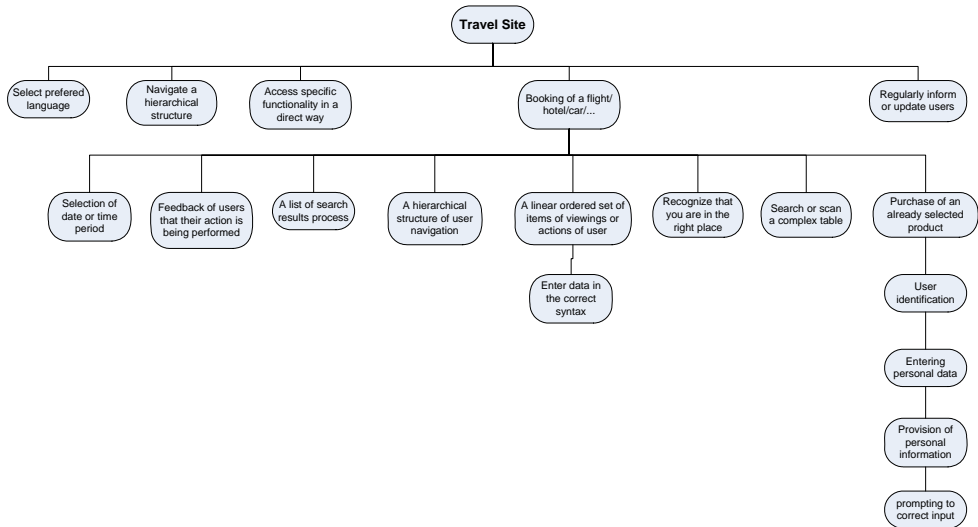 Travel Site
Select prefered
language
Navigate a
hierarchical
structure
Access specific
functionality in a
direct way
Booking of a flight/
hotel/car/...
Regularly inform
or update users
Selection of
date or time
period
Feedback of users
that their action is
being performed
A list of search
results process
A hierarchical
structure of user
navigation
A linear ordered set
of items of viewings or
actions of user
Recognize that
you are in the
right place
Search or scan
a complex table
Purchase of an
already selected
product
Enter data in
the correct
syntax
User
identification
Entering
personal data
Provision of
personal
information
prompting to
correct input